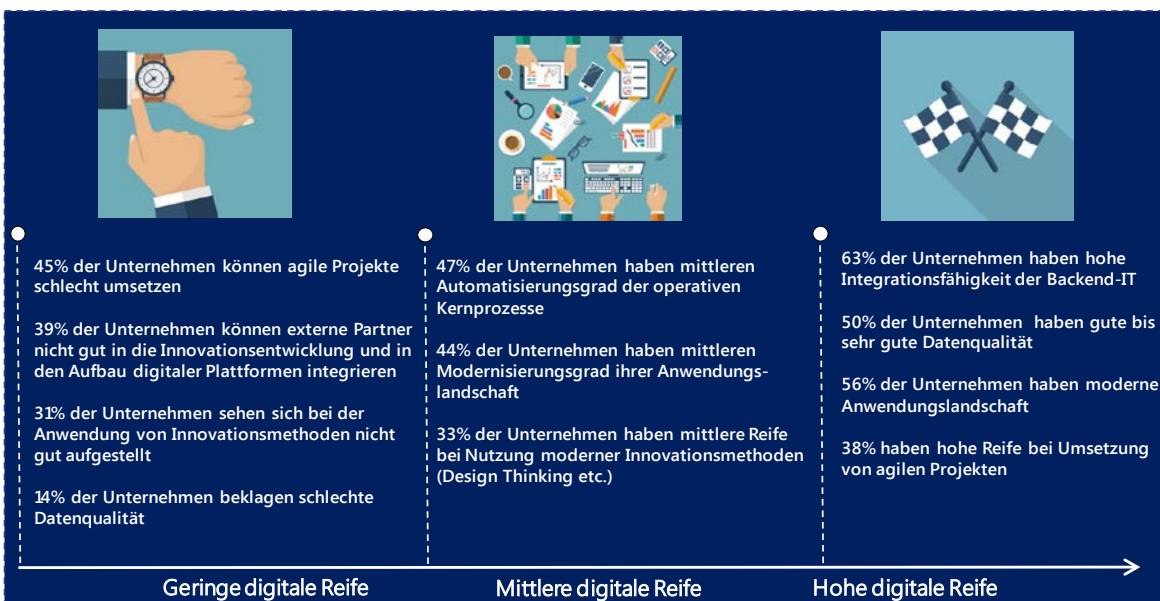 45% der Unternehmen können agile Projekte
schlecht umsetzen
39% der Unternehmen können externe Partner
nicht gut in die Innovationsentwicklung und in
den Aufbau digitaler Plattformen integrieren
31% der Unternehmen sehen sich bei der
Anwendung von Innovationsmethoden nicht
gut aufgestellt
14% der Unternehmen beklagen schlechte
Datenqualität
47% der Unternehmen haben mittleren
Automatisierungsgrad der operativen
Kernprozesse
44% der Unternehmen haben mittleren
Modernisierungsgrad ihrer Anwendungs-
landschaft
33% der Unternehmen haben mittlere Reife
bei Nutzung moderner Innovationsmethoden
(Design Thinking etc.)
63% der Unternehmen haben hohe
Integrationsfähigkeit der Backend-IT
50% der Unternehmen haben gute bis
sehr gute Datenqualität
56% der Unternehmen haben moderne
Anwendungslandschaft
38% haben hohe Reife bei Umsetzung
von agilen Projekten
Geringe digitale Reife
Mittlere digitale Reife
Hohe digitale Reife